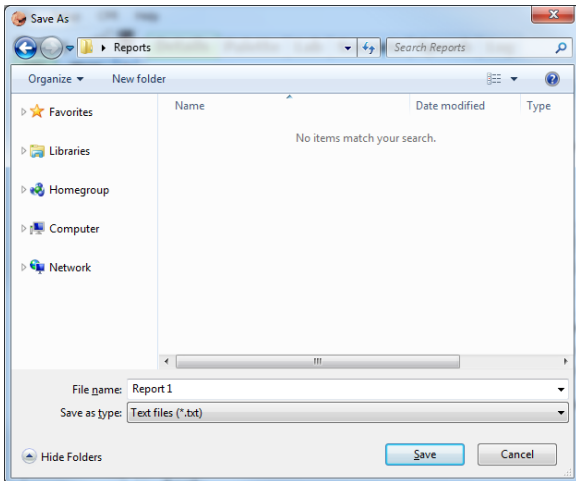 Save As
Reports
Search Reports
Organize
New folder
Name
Date modified
Type
No items match your search.
Favorites
Libraries
Homegroup
Computer
Network
File name: Report 1
Save as type: Text files (*.txt)
Hide Folders
Save
Cancel